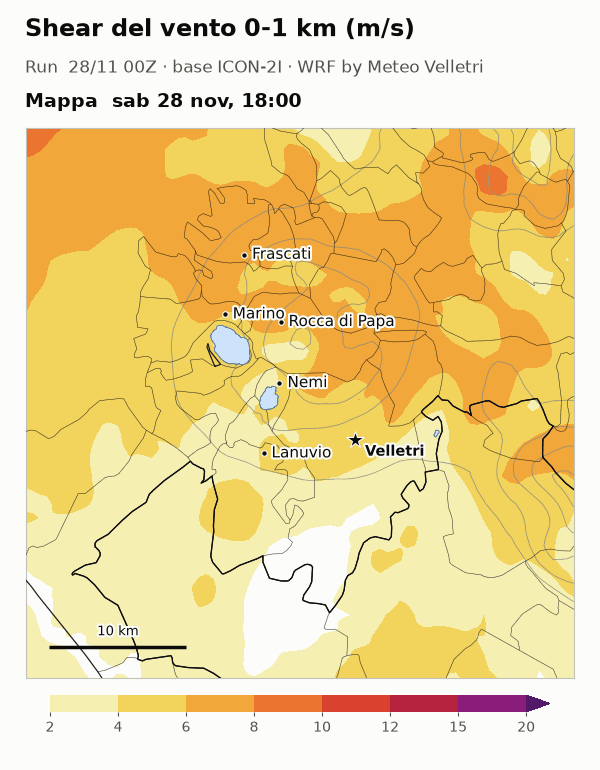 Shear del vento 0-1 km (m/s)
Run  28/11 00Z · base ICON-2I · WRF by Meteo Velletri
Mappa  sab 28 nov, 18:00
Frascati
Marino
Rocca di Papa
Nemi
Velletri
Lanuvio
10 km
2 4 6 8 10 12 15 20